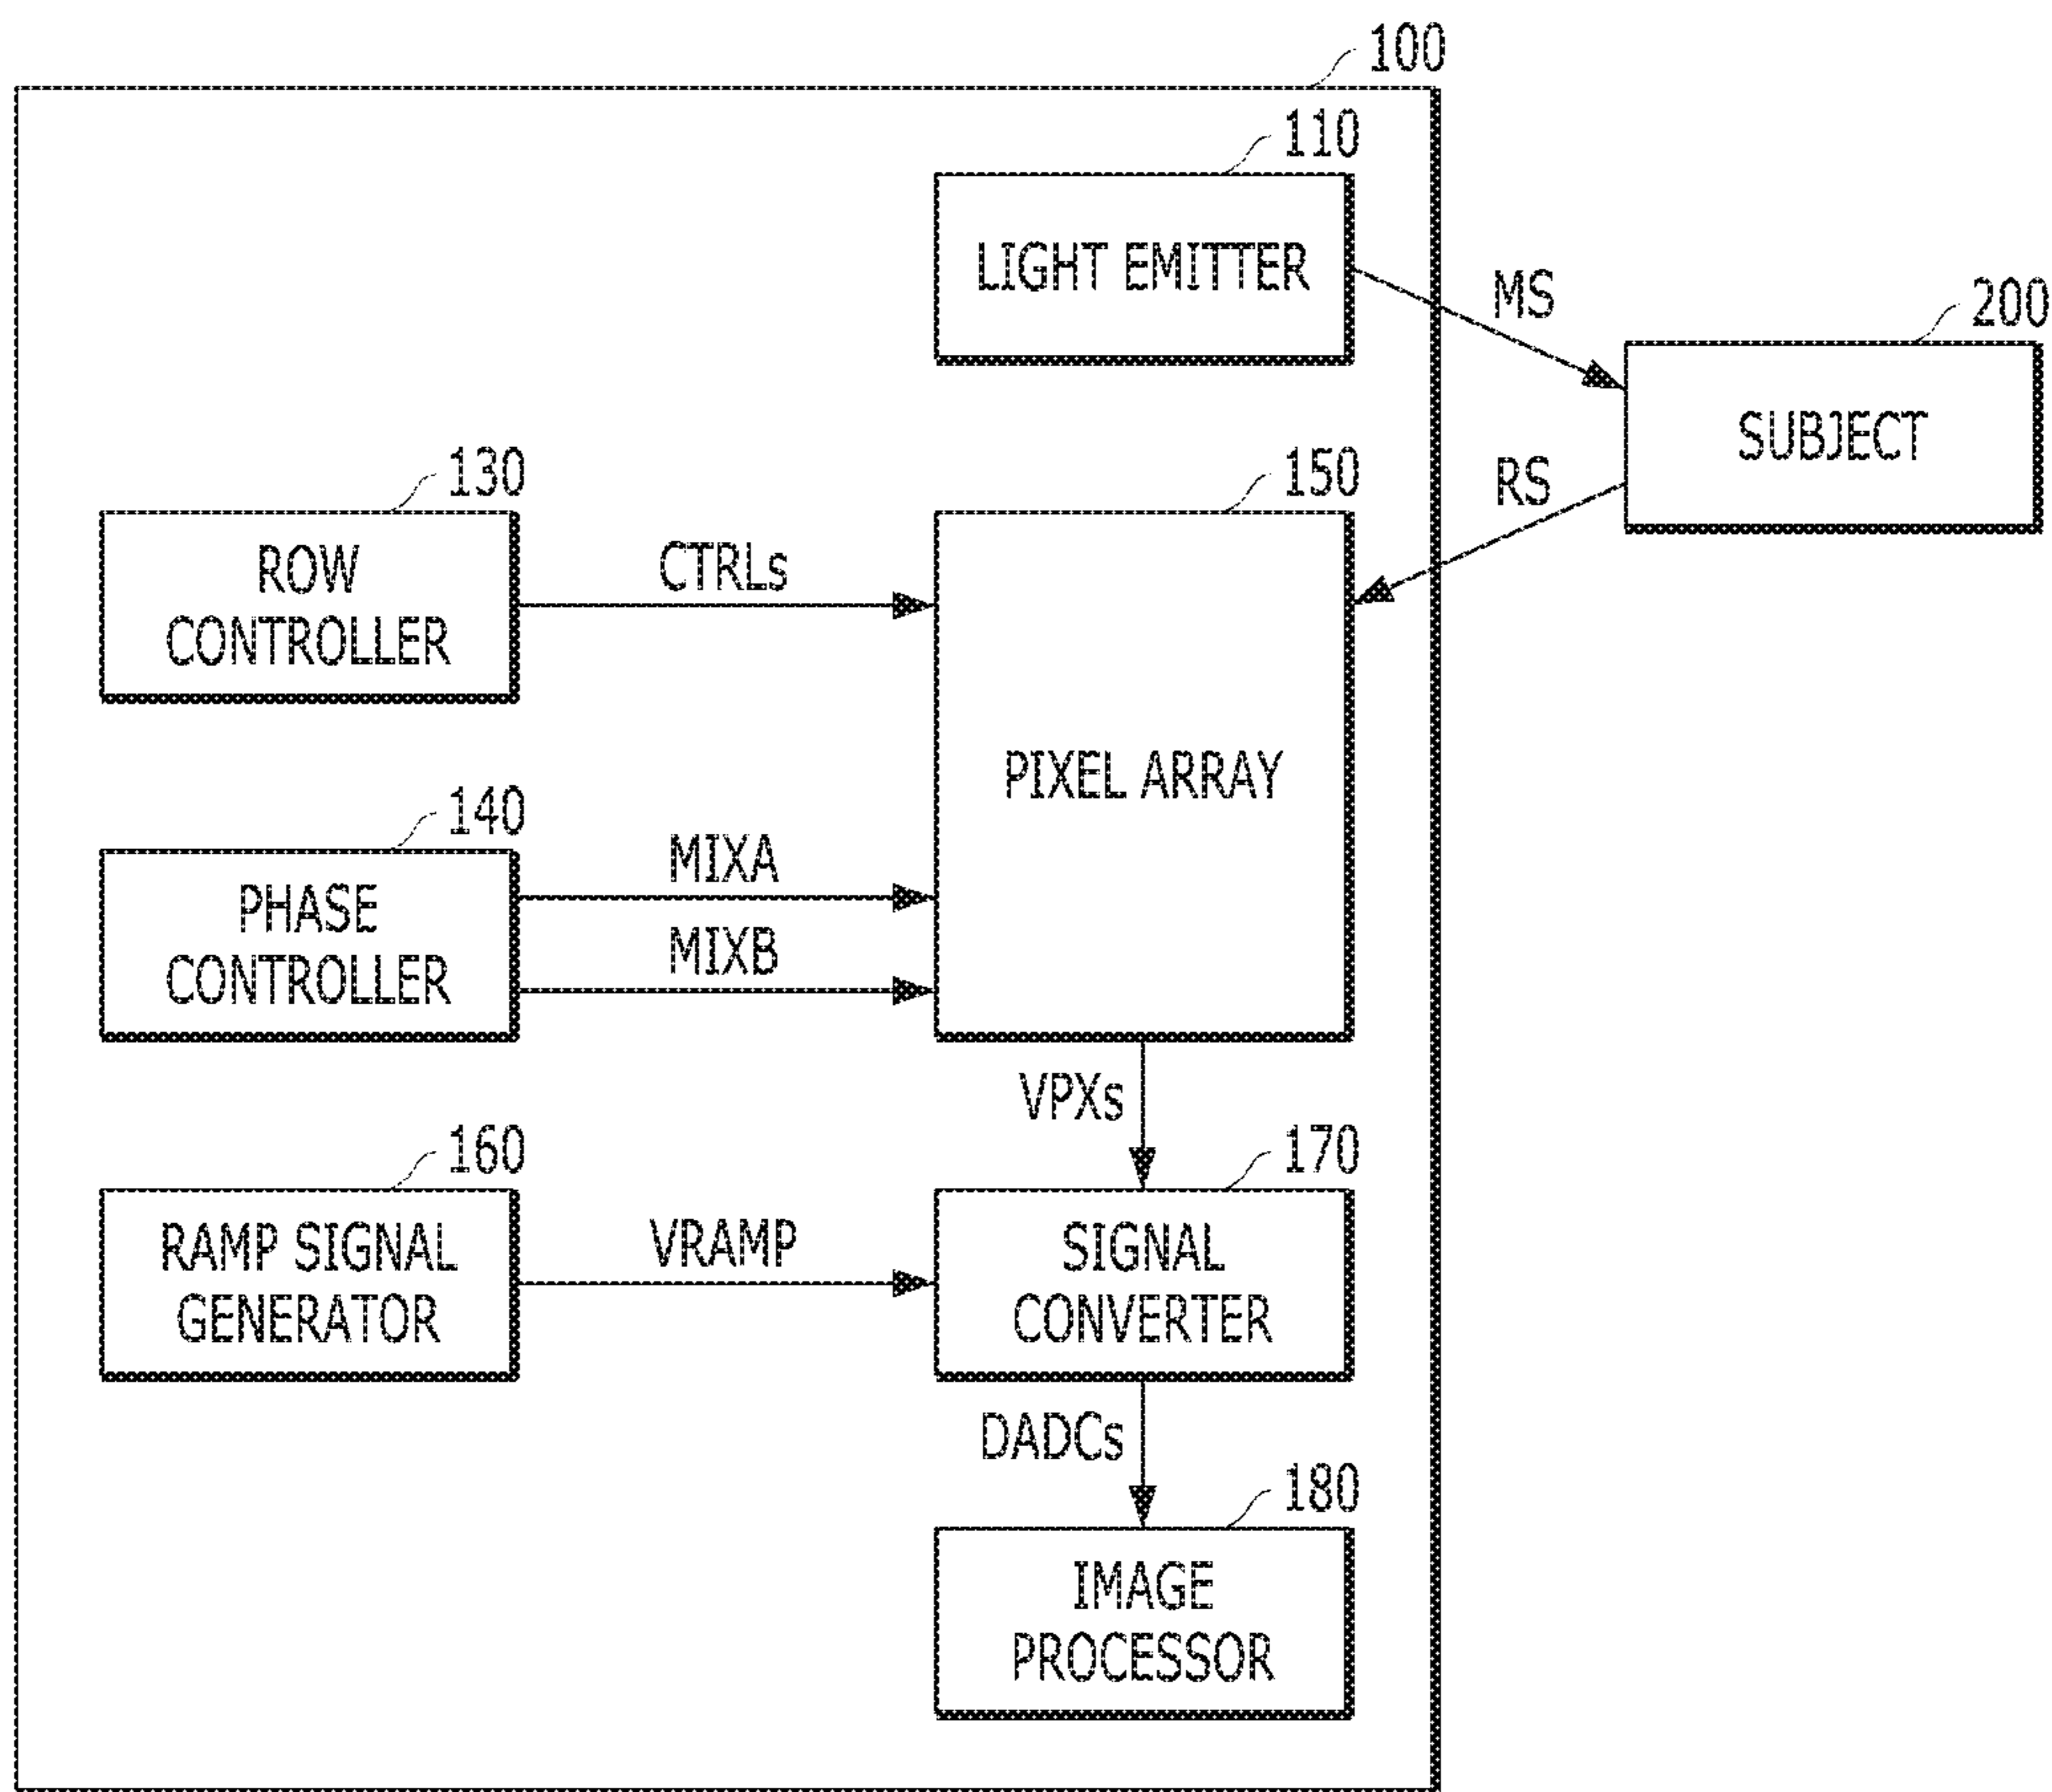 100
110
LIGHT EMITTER
MS
200
SUBJECT
RS
130
ROW
CONTROLLER
CTRLs
150
PIXEL ARRAY
140
PHASE
CONTROLLER
MIXA
MIXB
VPXs
160
RAMP SIGNAL
GENERATOR
VRAMP
170
SIGNAL
CONVERTER
DADCs
180
IMAGE
PROCESSOR